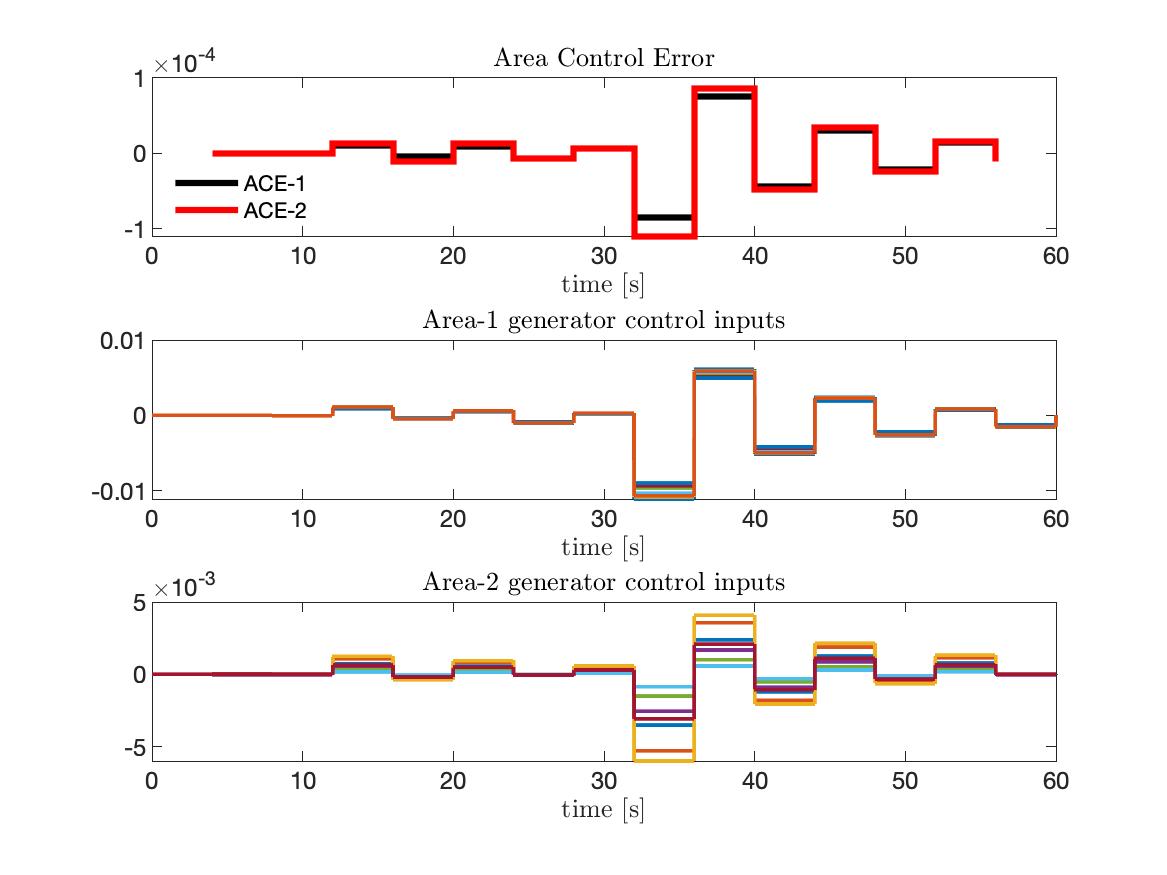 Area Control Error
×10⁻⁴
1
0
-1
ACE-1
ACE-2
0 10 20 30 40 50 60
time [s]
Area-1 generator control inputs
0.01
0
-0.01
0 10 20 30 40 50 60
time [s]
Area-2 generator control inputs
×10⁻³
5
0
-5
0 10 20 30 40 50 60
time [s]